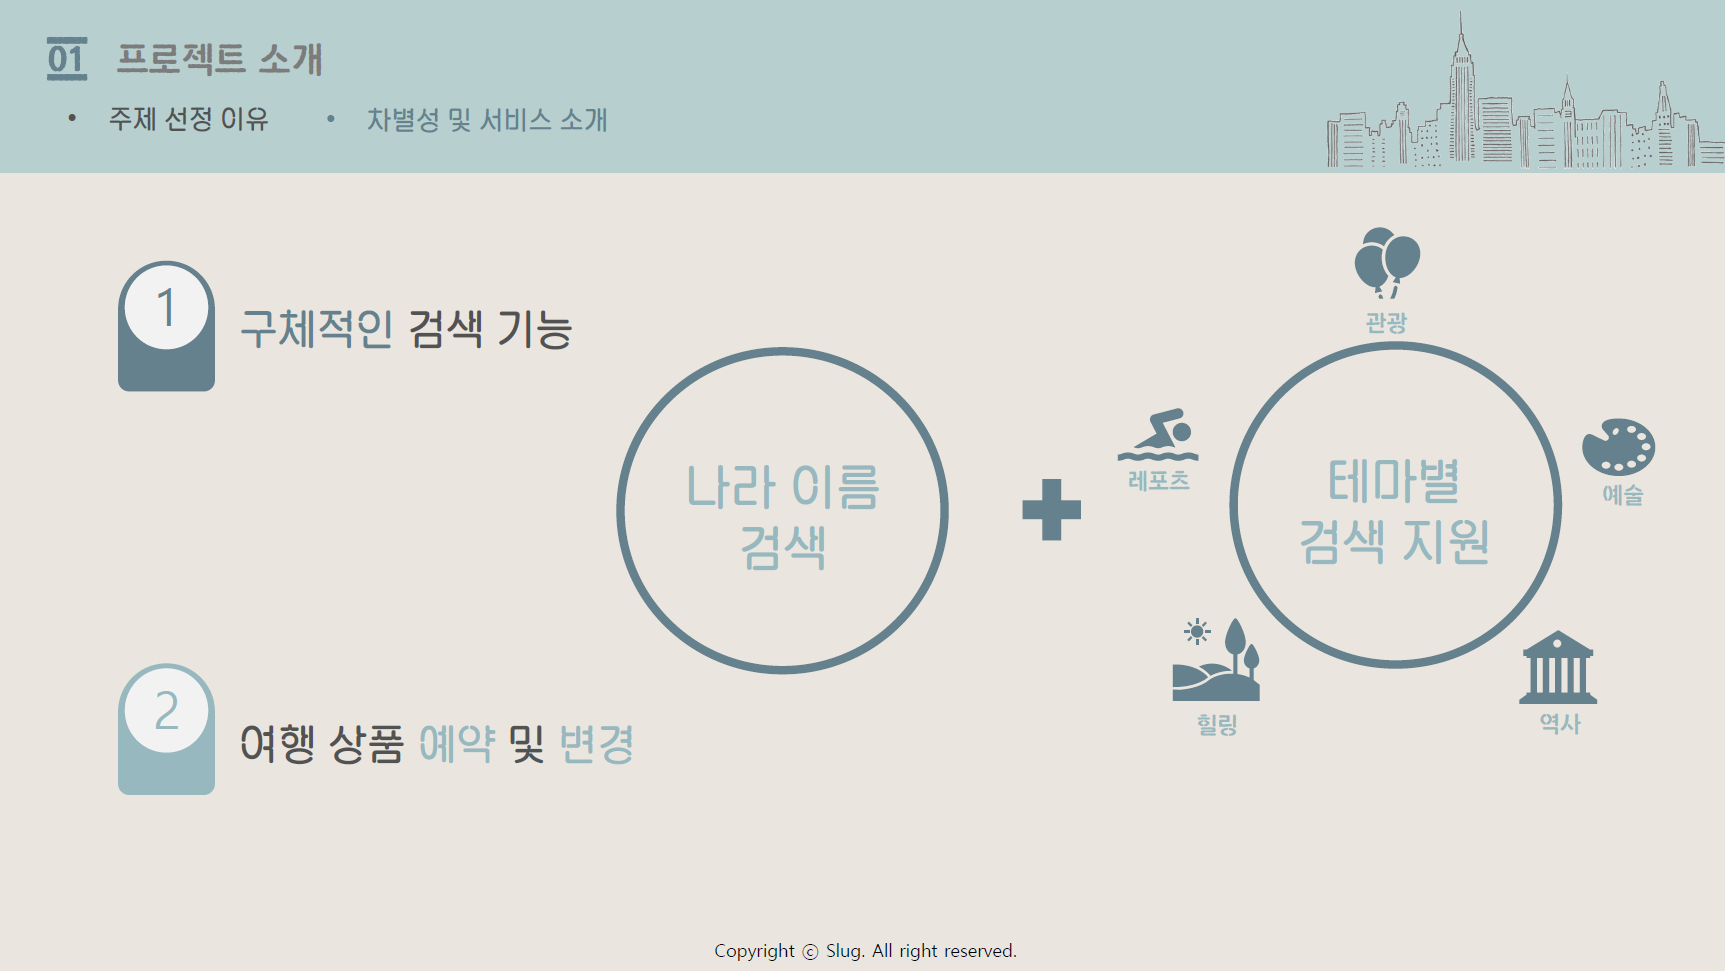 01 프로젝트 소개
• 주제 선정 이유 • 차별성 및 서비스 소개
1 구체적인 검색 기능
나라 이름
검색
관광
레포츠
예술
테마별
검색 지원
힐링
역사
2 여행 상품 예약 및 변경
Copyright ⓒ Slug. All right reserved.